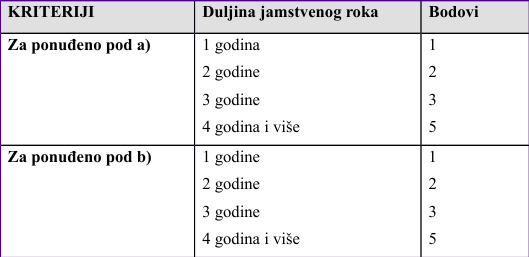 KRITERIJI Duljina jamstvenog roka Bodovi
Za ponuđeno pod a) 1 godina 1
2 godine 2
3 godine 3
4 godina i više 5
Za ponuđeno pod b) 1 godine 1
2 godine 2
3 godine 3
4 godina i više 5